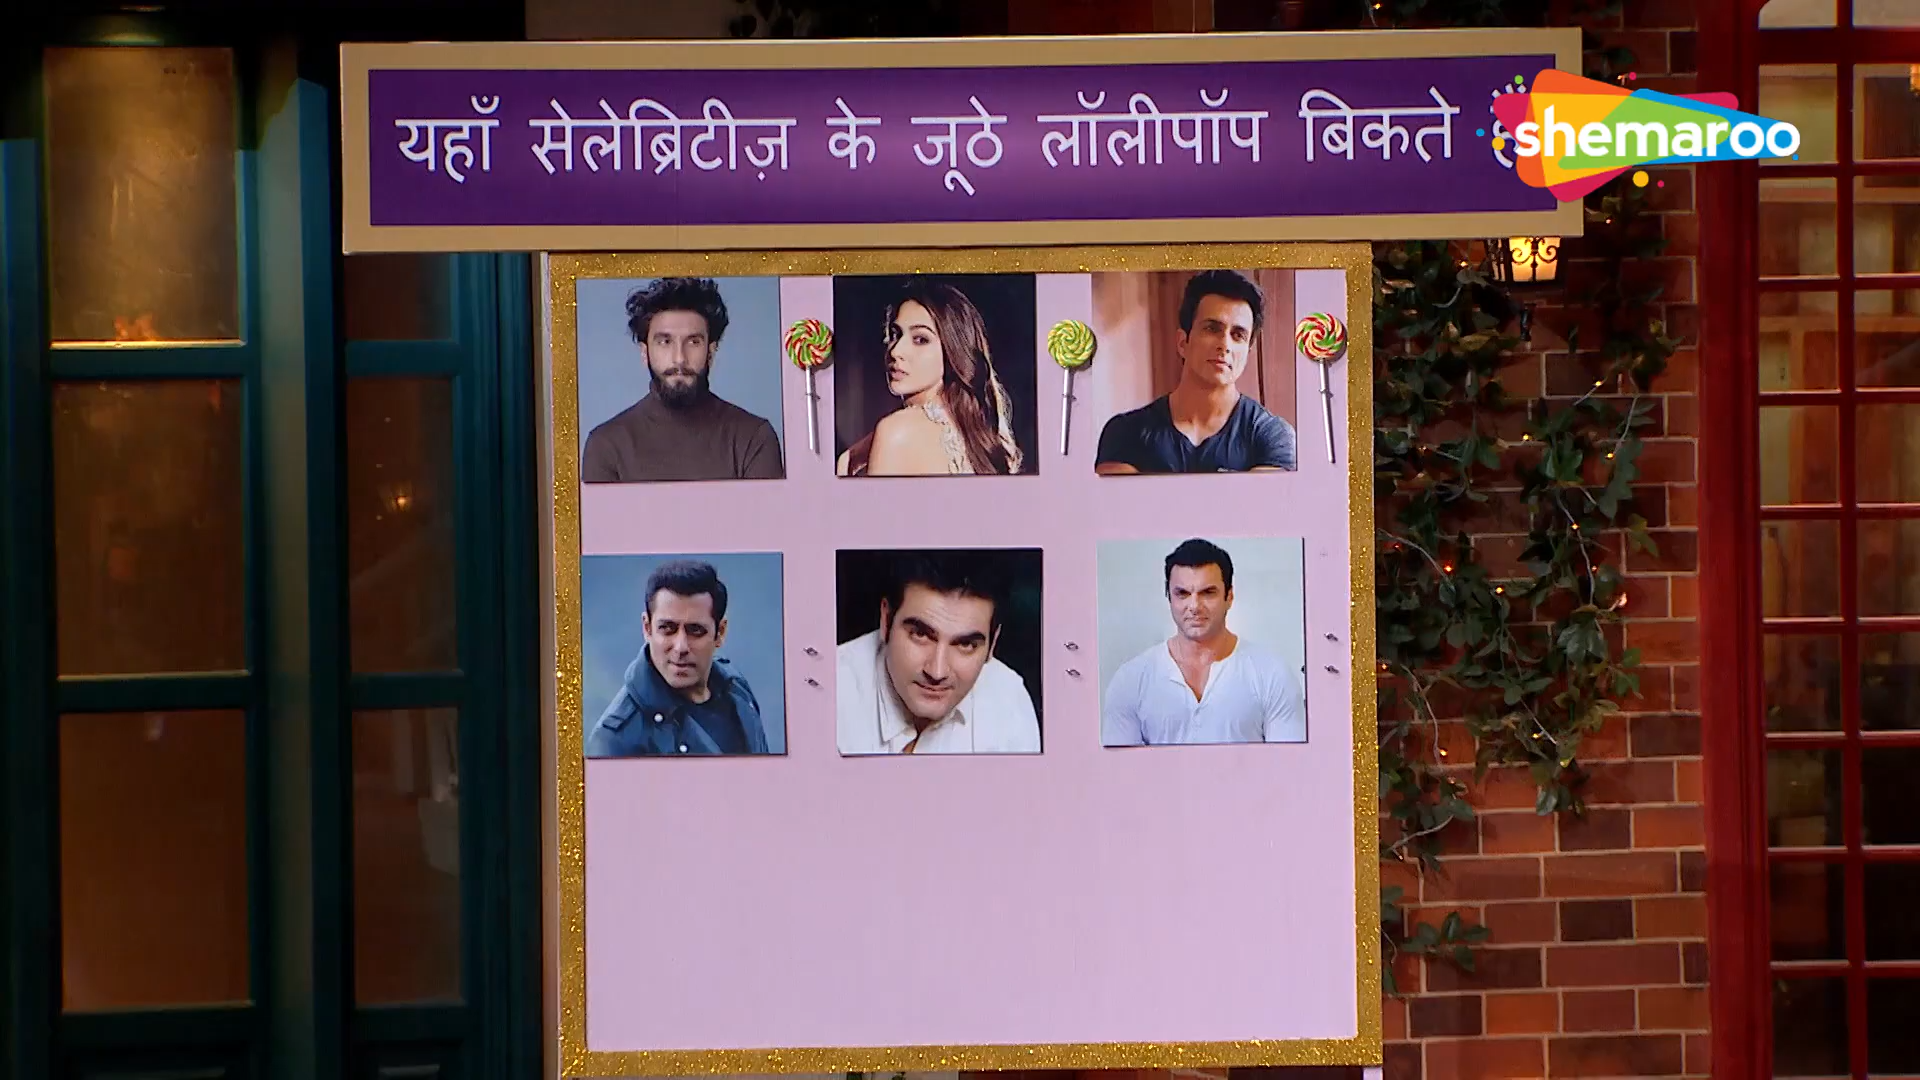 यहाँ सेलेब्रिटीज़ के जूठे लॉलीपॉप बिकते हैं
shemaroo